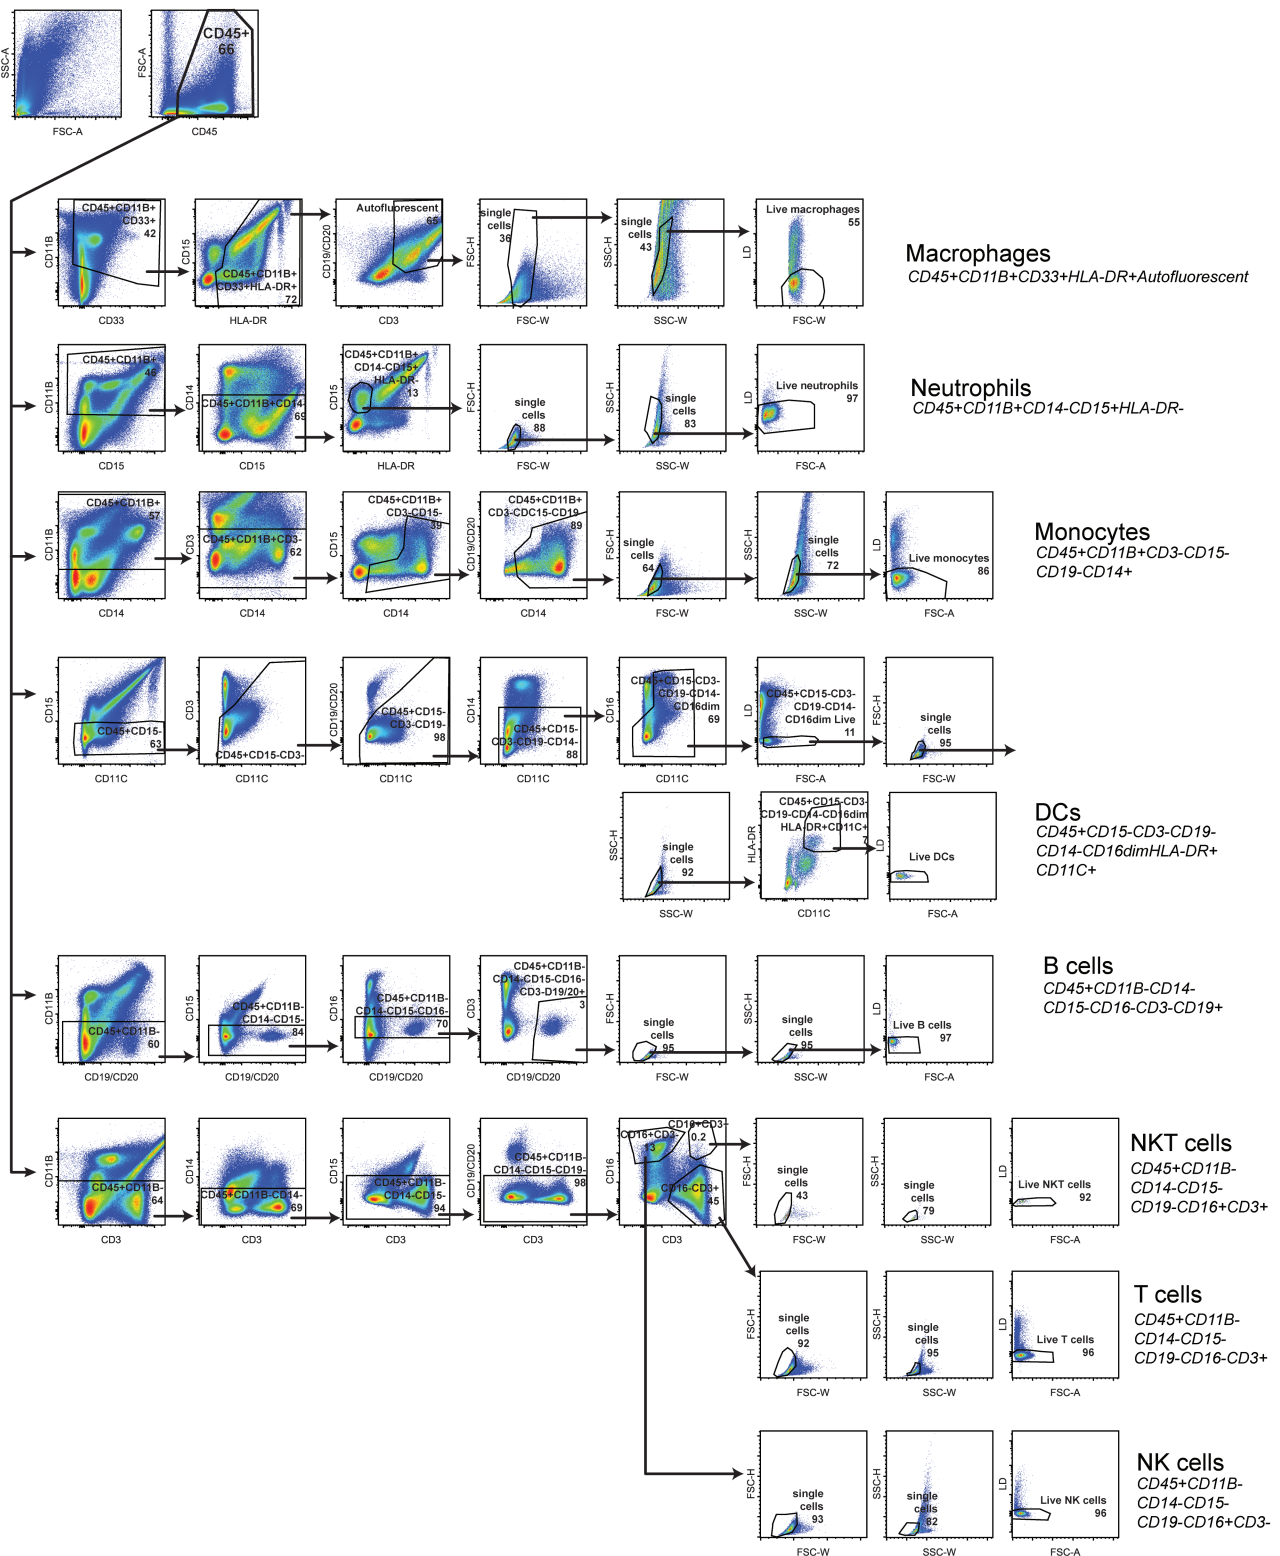 SSC-A
FSC-A
FSC-A
CD45
CD45+
66
CD11B
CD33
CD45+CD11B+
CD33+
42
CD15
HLA-DR
CD45+CD11B+
CD33+HLA-DR+
72
CD19/CD20
CD3
Autofluorescent
65
FSC-H
FSC-W
single
cells
36
SSC-H
SSC-W
single
cells
43
LD
FSC-W
Live macrophages
55
Macrophages
CD45+CD11B+CD33+HLA-DR+Autofluorescent
CD11B
CD15
CD45+CD11B+
46
CD14
CD15
CD45+CD11B+CD14-
69
CD15
HLA-DR
CD45+CD11B+
CD14-CD15+
HLA-DR-
13
FSC-H
FSC-W
single
cells
88
SSC-H
SSC-W
single
cells
83
LD
FSC-A
Live neutrophils
97
Neutrophils
CD45+CD11B+CD14-CD15+HLA-DR-
CD11B
CD14
CD45+CD11B+
57
CD3
CD14
CD45+CD11B+CD3-
62
CD15
CD14
CD45+CD11B+
CD3-CD15-
39
CD19/CD20
CD14
CD45+CD11B+
CD3-CDC15-CD19-
89
FSC-H
FSC-W
single
cells
64
SSC-H
SSC-W
single
cells
72
LD
FSC-A
Live monocytes
86
Monocytes
CD45+CD11B+CD3-CD15-
CD19-CD14+
CD15
CD11C
CD45+CD15-
63
CD3
CD11C
CD45+CD15-CD3-
CD19/CD20
CD11C
CD45+CD15-
CD3-CD19-
98
CD14
CD11C
CD45+CD15-
CD3-CD19-CD14-
88
CD16
CD11C
CD45+CD15-CD3-
CD19-CD14-
CD16dim
69
LD
FSC-A
CD45+CD15-CD3-
CD19-CD14-
CD16dim Live
11
FSC-H
FSC-W
single
cells
95
SSC-H
SSC-W
single
cells
92
HLA-DR
CD11C
CD45+CD15-CD3-
CD19-CD14-CD16dim
HLA-DR+CD11C+
7
LD
FSC-A
Live DCs
DCs
CD45+CD15-CD3-CD19-
CD14-CD16dimHLA-DR+
CD11C+
CD11B
CD19/CD20
CD45+CD11B-
60
CD15
CD19/CD20
CD45+CD11B-
CD14-CD15-
84
CD16
CD19/CD20
CD45+CD11B-
CD14-CD15-CD16-
70
CD3
CD19/CD20
CD45+CD11B-
CD14-CD15-CD16-
CD3-D19/20+
3
FSC-H
FSC-W
single
cells
95
SSC-H
SSC-W
single
cells
95
LD
FSC-A
Live B cells
97
B cells
CD45+CD11B-CD14-
CD15-CD16-CD3-CD19+
CD11B
CD3
CD45+CD11B-
64
CD14
CD3
CD45+CD11B-CD14-
69
CD15
CD3
CD45+CD11B-
CD14-CD15-
94
CD19/CD20
CD3
CD45+CD11B-
CD14-CD15-CD19-
98
CD16
CD3
CD16+CD3-
13
CD16+CD3-
0.2
CD16-CD3+
45
FSC-H
FSC-W
single
cells
43
SSC-H
SSC-W
single
cells
79
LD
FSC-A
Live NKT cells
92
NKT cells
CD45+CD11B-
CD14-CD15-
CD19-CD16+CD3+
FSC-H
FSC-W
single
cells
92
SSC-H
SSC-W
single
cells
95
LD
FSC-A
Live T cells
96
T cells
CD45+CD11B-
CD14-CD15-
CD19-CD16-CD3+
FSC-H
FSC-W
single
cells
93
SSC-H
SSC-W
single
cells
82
LD
FSC-A
Live NK cells
96
NK cells
CD45+CD11B-
CD14-CD15-
CD19-CD16+CD3-